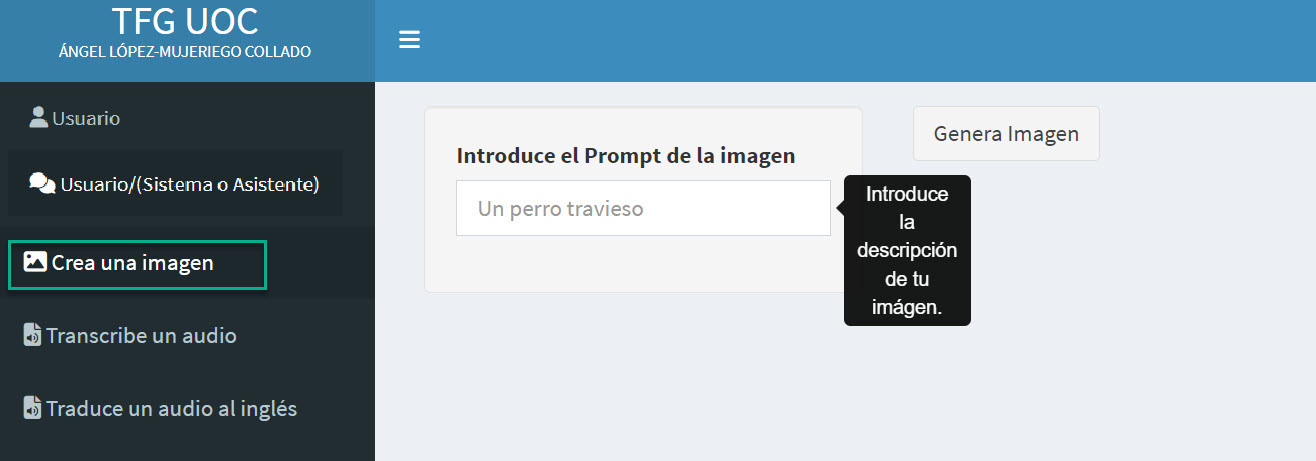 TFG UOC
ÁNGEL LÓPEZ-MUJERIEGO COLLADO
Usuario
Usuario/(Sistema o Asistente)
Crea una imagen
Transcribe un audio
Traduce un audio al inglés
Introduce el Prompt de la imagen
Un perro travieso
Introduce
la
descripción
de tu
imágen.
Genera Imagen